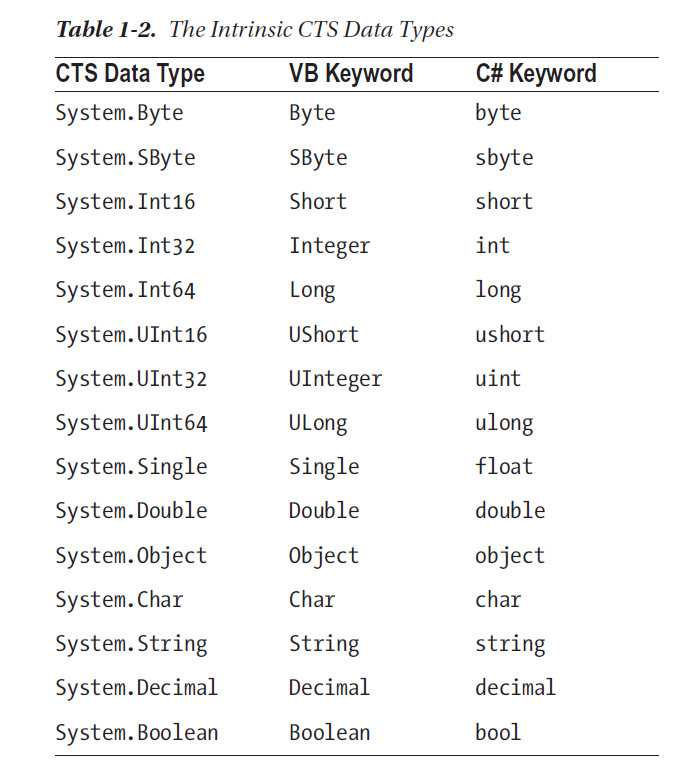 Table 1-2. The Intrinsic CTS Data Types
CTS Data Type VB Keyword C# Keyword
System.Byte Byte byte
System.SByte SByte sbyte
System.Int16 Short short
System.Int32 Integer int
System.Int64 Long long
System.UInt16 UShort ushort
System.UInt32 UInteger uint
System.UInt64 ULong ulong
System.Single Single float
System.Double Double double
System.Object Object object
System.Char Char char
System.String String string
System.Decimal Decimal decimal
System.Boolean Boolean bool